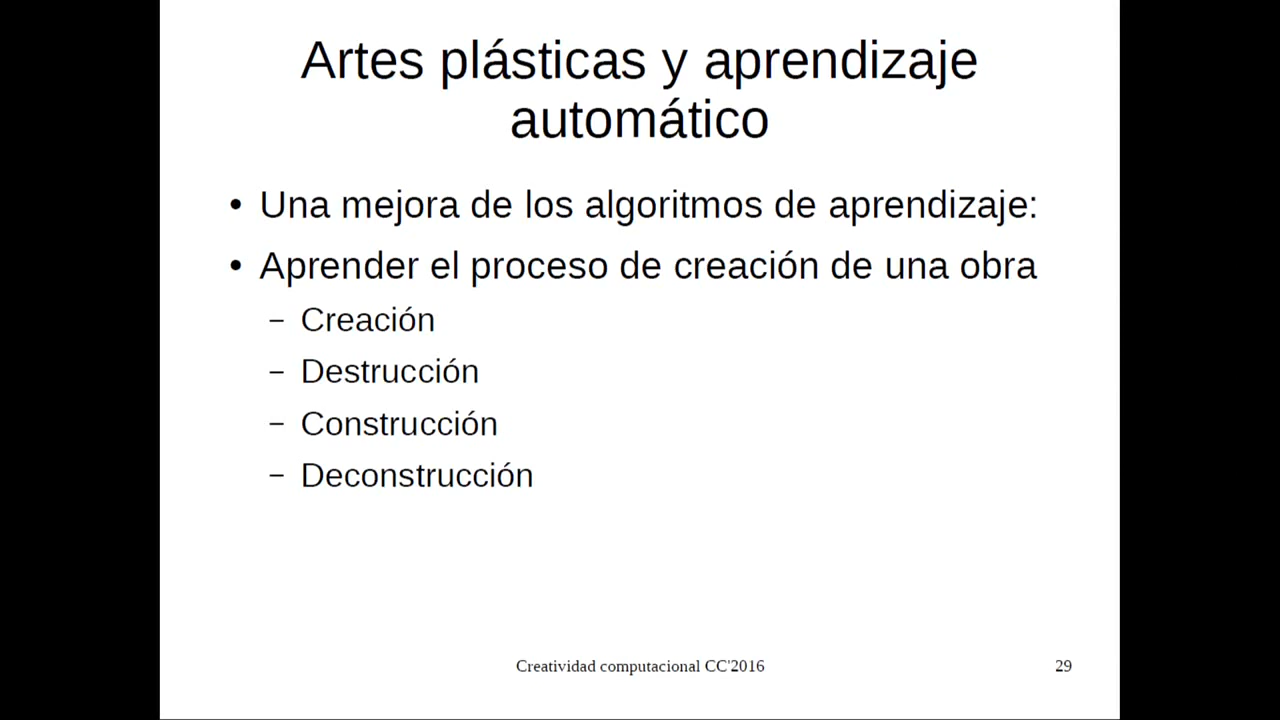 Artes plásticas y aprendizaje
automático
• Una mejora de los algoritmos de aprendizaje:
• Aprender el proceso de creación de una obra
– Creación
– Destrucción
– Construcción
– Deconstrucción
Creatividad computacional CC'2016
29